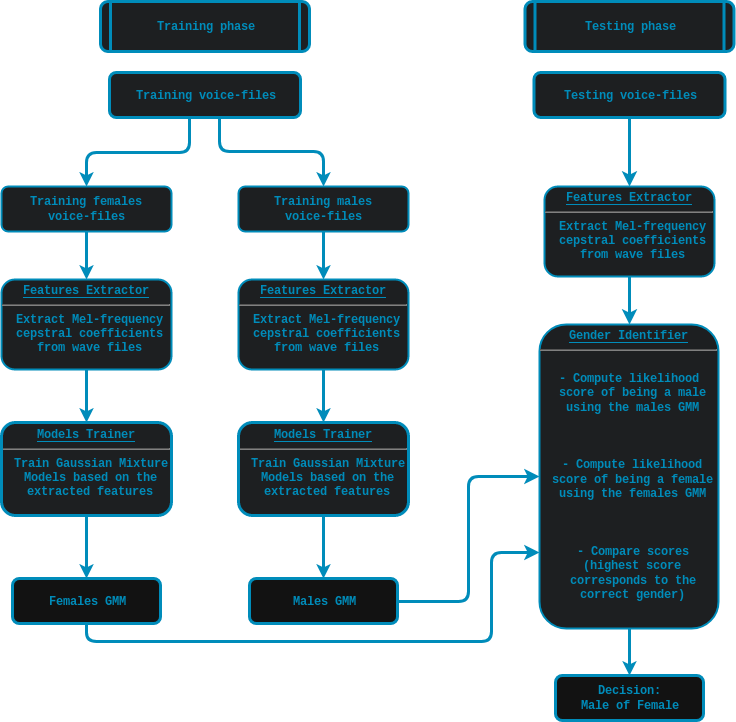 Training phase
Testing phase
Training voice-files
Testing voice-files
Training females
voice-files
Training males
voice-files
Features Extractor
Extract Mel-frequency
cepstral coefficients
from wave files
Features Extractor
Extract Mel-frequency
cepstral coefficients
from wave files
Features Extractor
Extract Mel-frequency
cepstral coefficients
from wave files
Models Trainer
Train Gaussian Mixture
Models based on the
extracted features
Models Trainer
Train Gaussian Mixture
Models based on the
extracted features
Gender Identifier
- Compute likelihood
score of being a male
using the males GMM
- Compute likelihood
score of being a female
using the females GMM
- Compare scores
(highest score
corresponds to the
correct gender)
Females GMM
Males GMM
Decision:
Male of Female